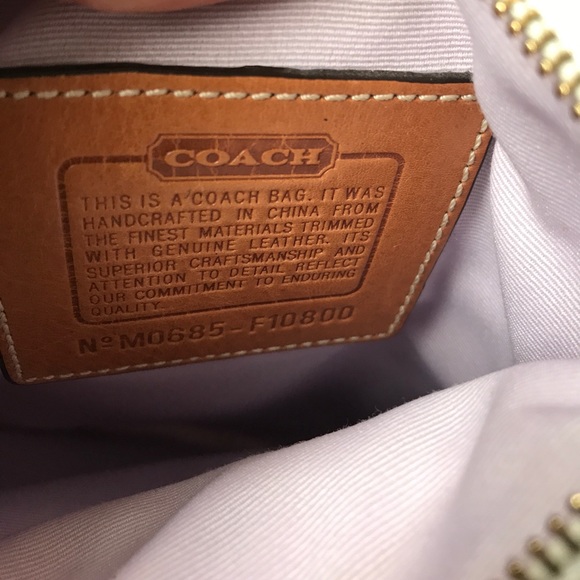 COACH
THIS IS A COACH BAG. IT WAS
HANDCRAFTED IN CHINA FROM
THE FINEST MATERIALS TRIMMED
WITH GENUINE LEATHER. ITS
SUPERIOR CRAFTSMANSHIP AND
ATTENTION TO DETAIL REFLECT
OUR COMMITMENT TO ENDURING
QUALITY.
Nº M0685-F10800